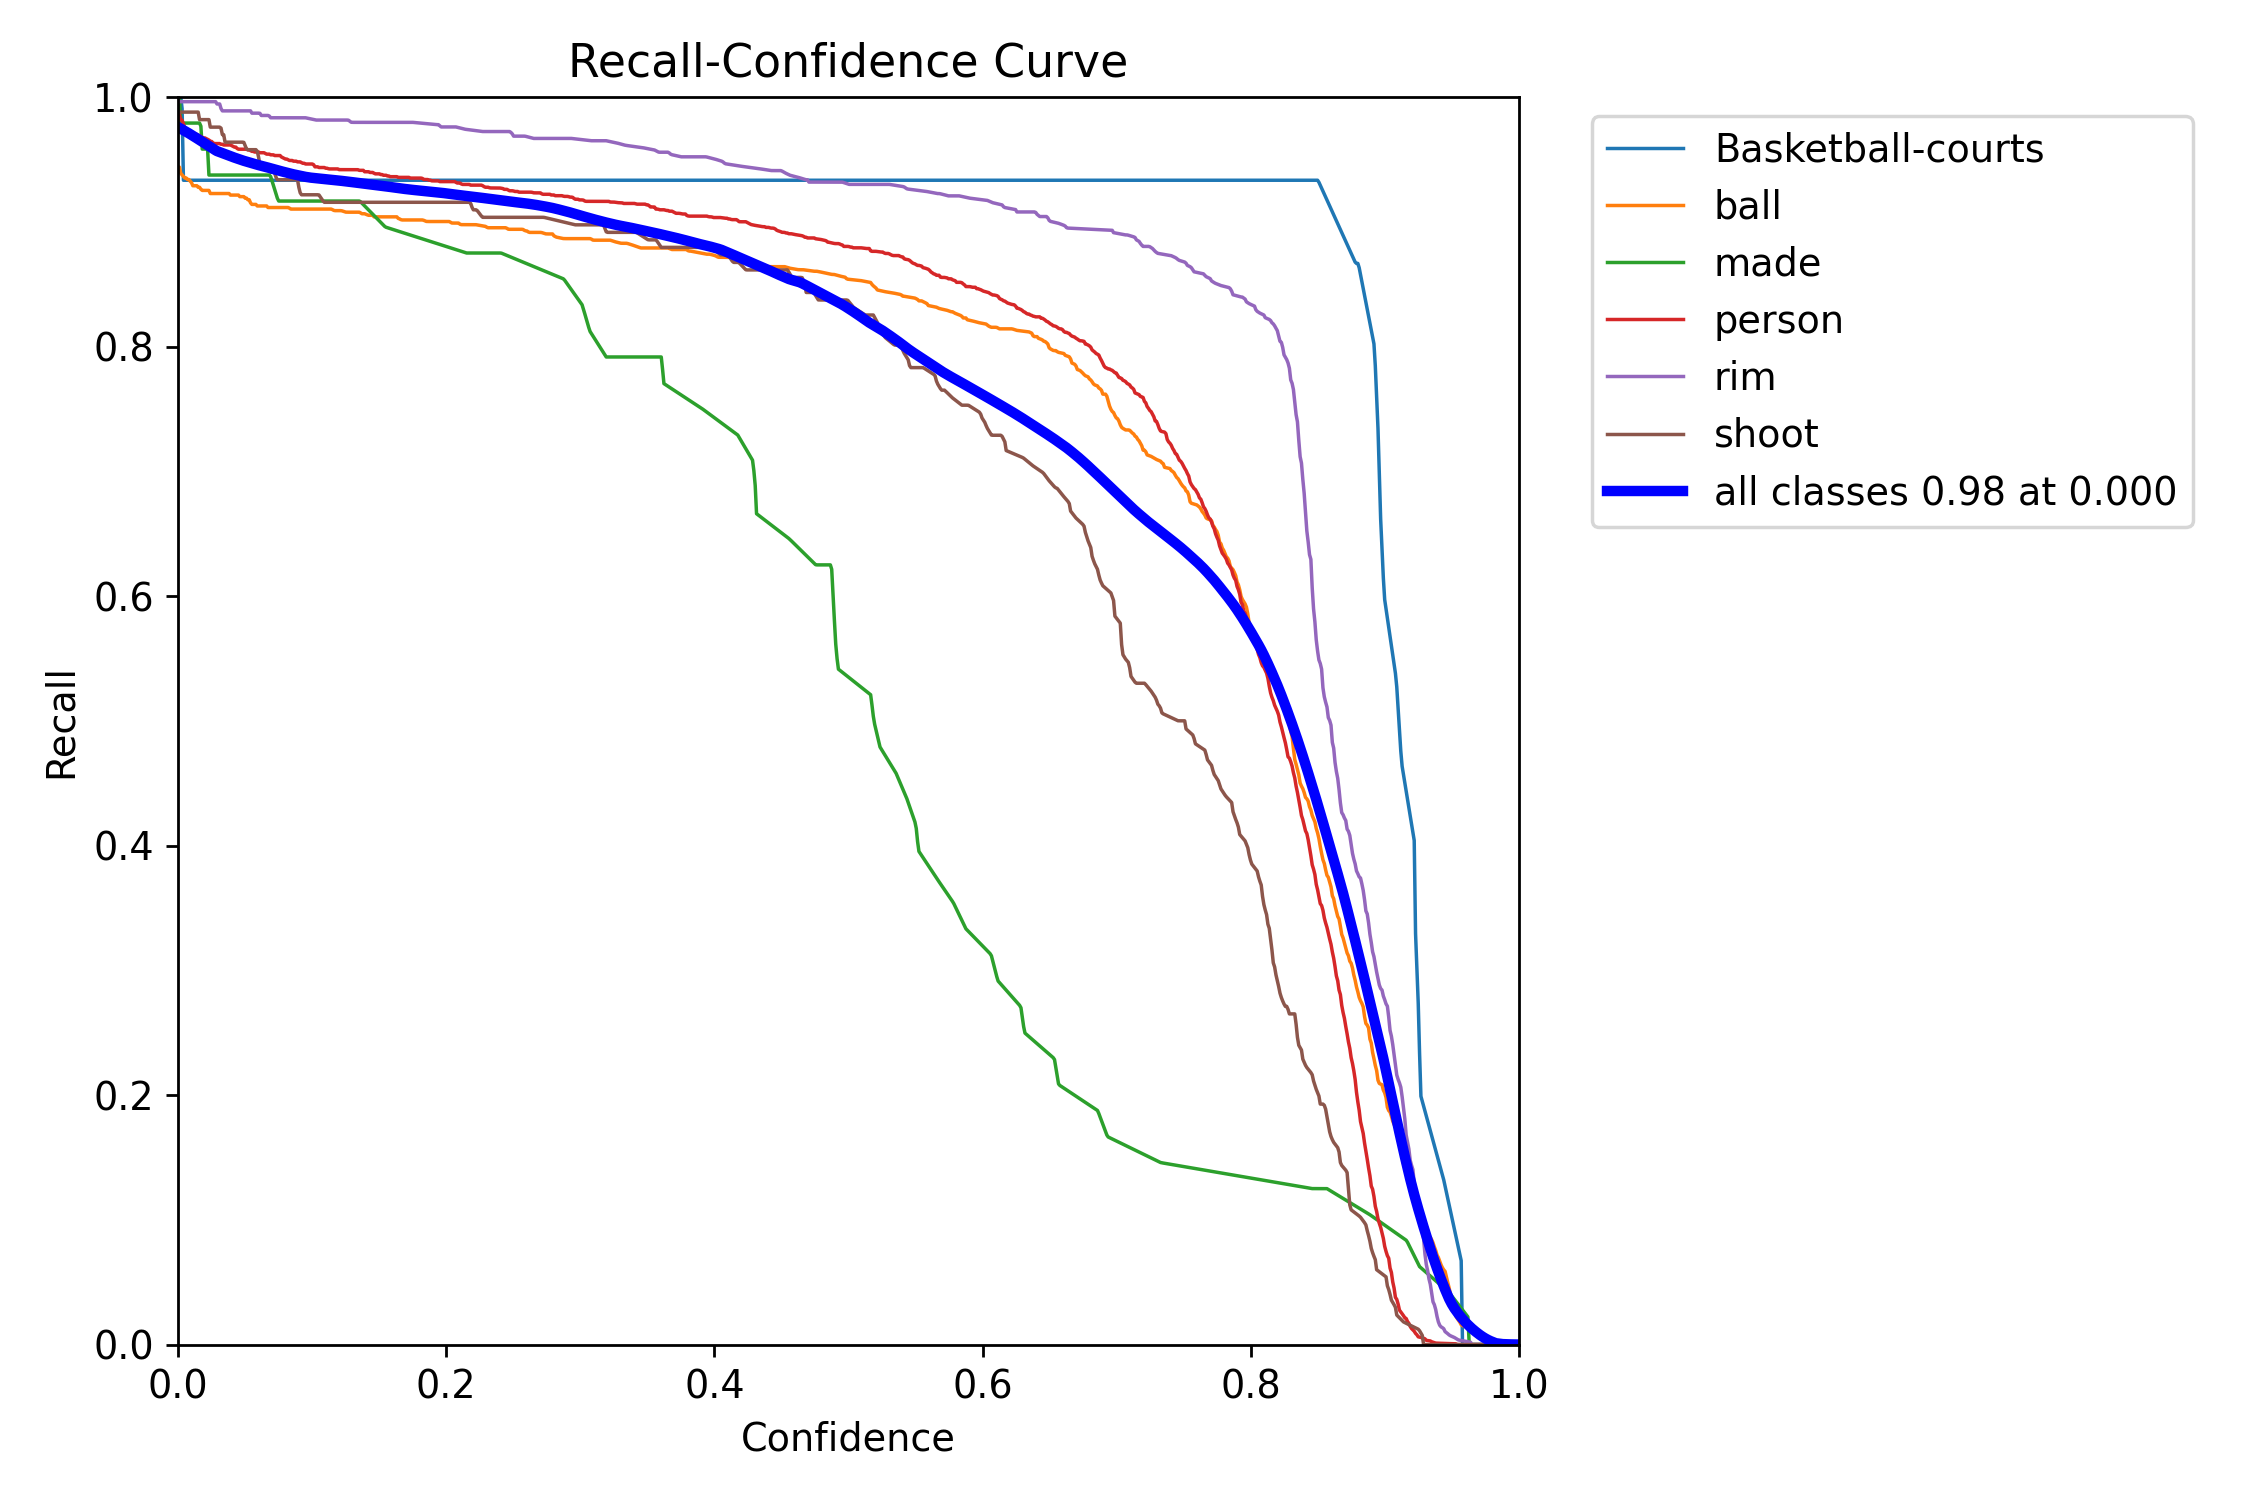 Recall-Confidence Curve
1.0
0.8
0.6
0.4
0.2
0.0
Recall
0.0 0.2 0.4 0.6 0.8 1.0
Confidence
Basketball-courts
ball
made
person
rim
shoot
all classes 0.98 at 0.000